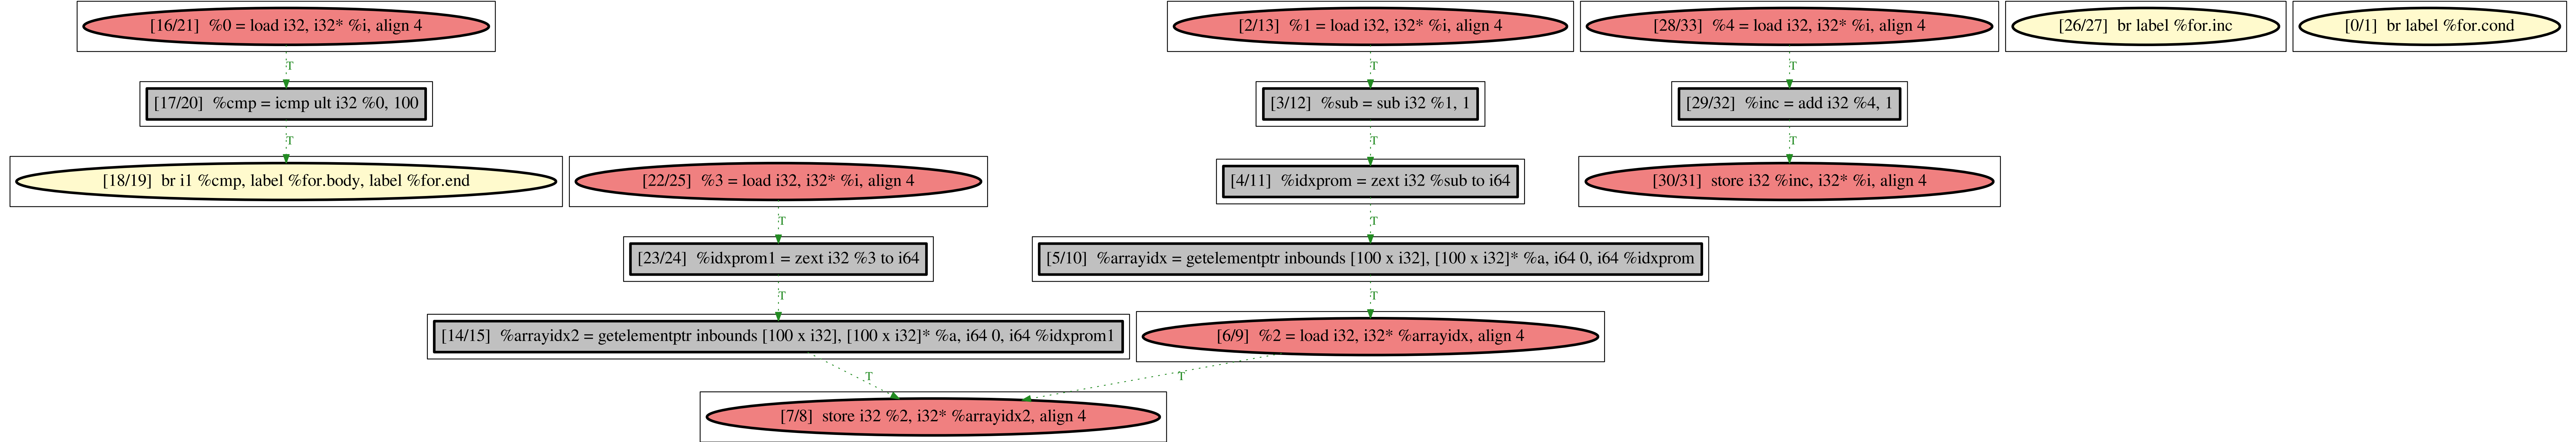 [16/21]  %0 = load i32, i32* %i, align 4
[2/13]  %1 = load i32, i32* %i, align 4
[28/33]  %4 = load i32, i32* %i, align 4
[26/27]  br label %for.inc
[0/1]  br label %for.cond
T
T
T
[17/20]  %cmp = icmp ult i32 %0, 100
[3/12]  %sub = sub i32 %1, 1
[29/32]  %inc = add i32 %4, 1
T
T
T
[18/19]  br i1 %cmp, label %for.body, label %for.end
[22/25]  %3 = load i32, i32* %i, align 4
[4/11]  %idxprom = zext i32 %sub to i64
[30/31]  store i32 %inc, i32* %i, align 4
T
T
[23/24]  %idxprom1 = zext i32 %3 to i64
[5/10]  %arrayidx = getelementptr inbounds [100 x i32], [100 x i32]* %a, i64 0, i64 %idxprom
T
T
[14/15]  %arrayidx2 = getelementptr inbounds [100 x i32], [100 x i32]* %a, i64 0, i64 %idxprom1
[6/9]  %2 = load i32, i32* %arrayidx, align 4
T
T
[7/8]  store i32 %2, i32* %arrayidx2, align 4